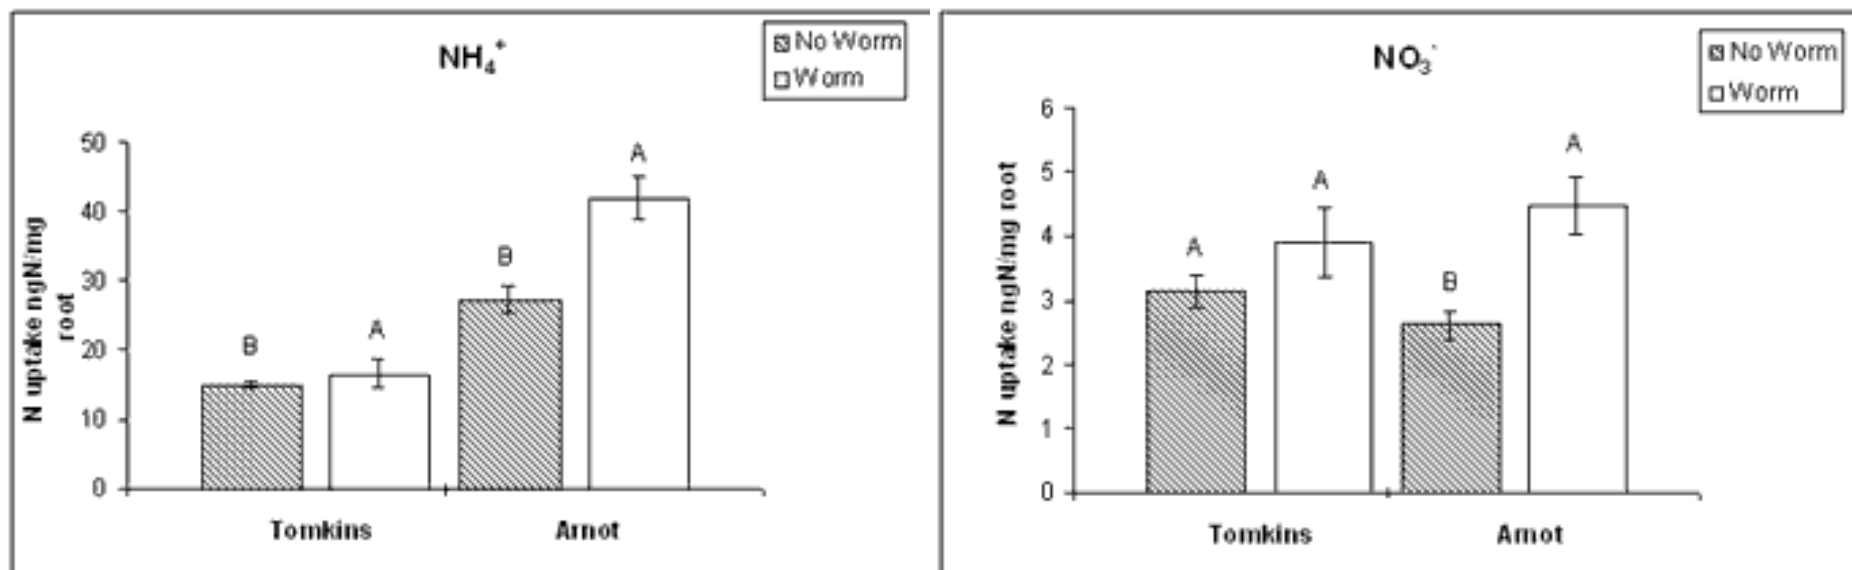 NH₄⁺
No Worm
Worm
N uptake ngN/mg
root
50
40
30
20
10
0
B
A
B
A
Tomkins
Arnot
NO₃⁻
No Worm
Worm
N uptake ngN/mg root
6
5
4
3
2
1
0
A
A
B
A
Tomkins
Arnot